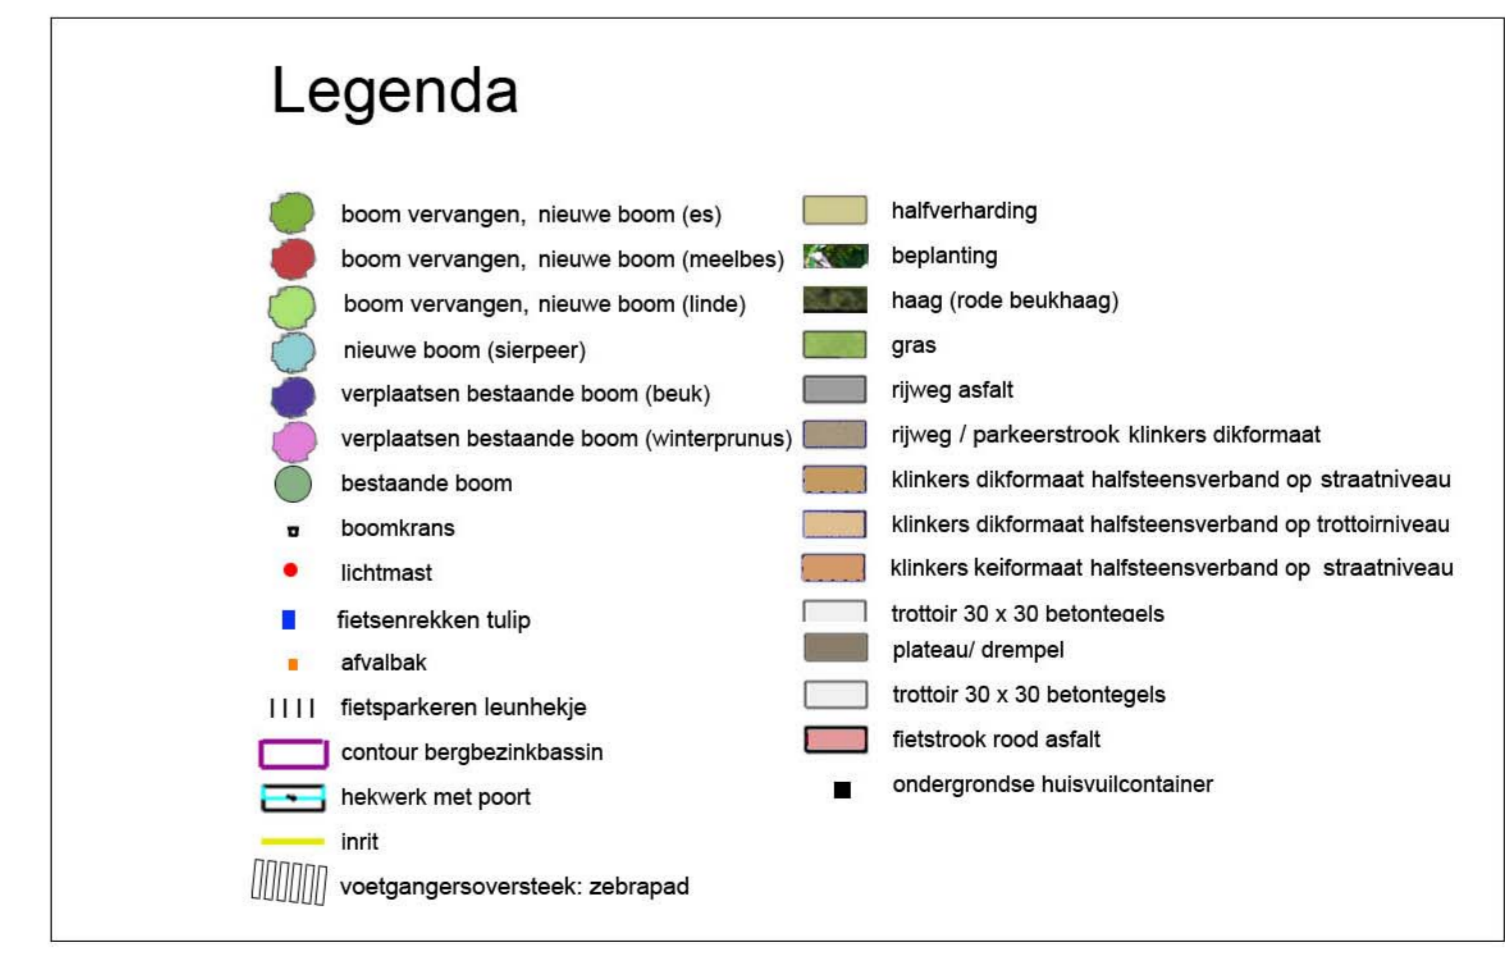 Legenda
boom vervangen, nieuwe boom (es)
boom vervangen, nieuwe boom (meelbes)
boom vervangen, nieuwe boom (linde)
nieuwe boom (sierpeer)
verplaatsen bestaande boom (beuk)
verplaatsen bestaande boom (winterprunus)
bestaande boom
boomkrans
lichtmast
fietsenrekken tulip
afvalbak
fietsparkeren leunhekje
contour bergbezinkbassin
hekwerk met poort
inrit
voetgangersoversteek: zebrapad
halfverharding
beplanting
haag (rode beukhaag)
gras
rijweg asfalt
rijweg / parkeerstrook klinkers dikformaat
klinkers dikformaat halfsteensverband op straatniveau
klinkers dikformaat halfsteensverband op trottoirniveau
klinkers keiformaat halfsteensverband op straatniveau
trottoir 30 x 30 betontegels
plateau/ drempel
trottoir 30 x 30 betontegels
fietstrook rood asfalt
ondergrondse huisvuilcontainer